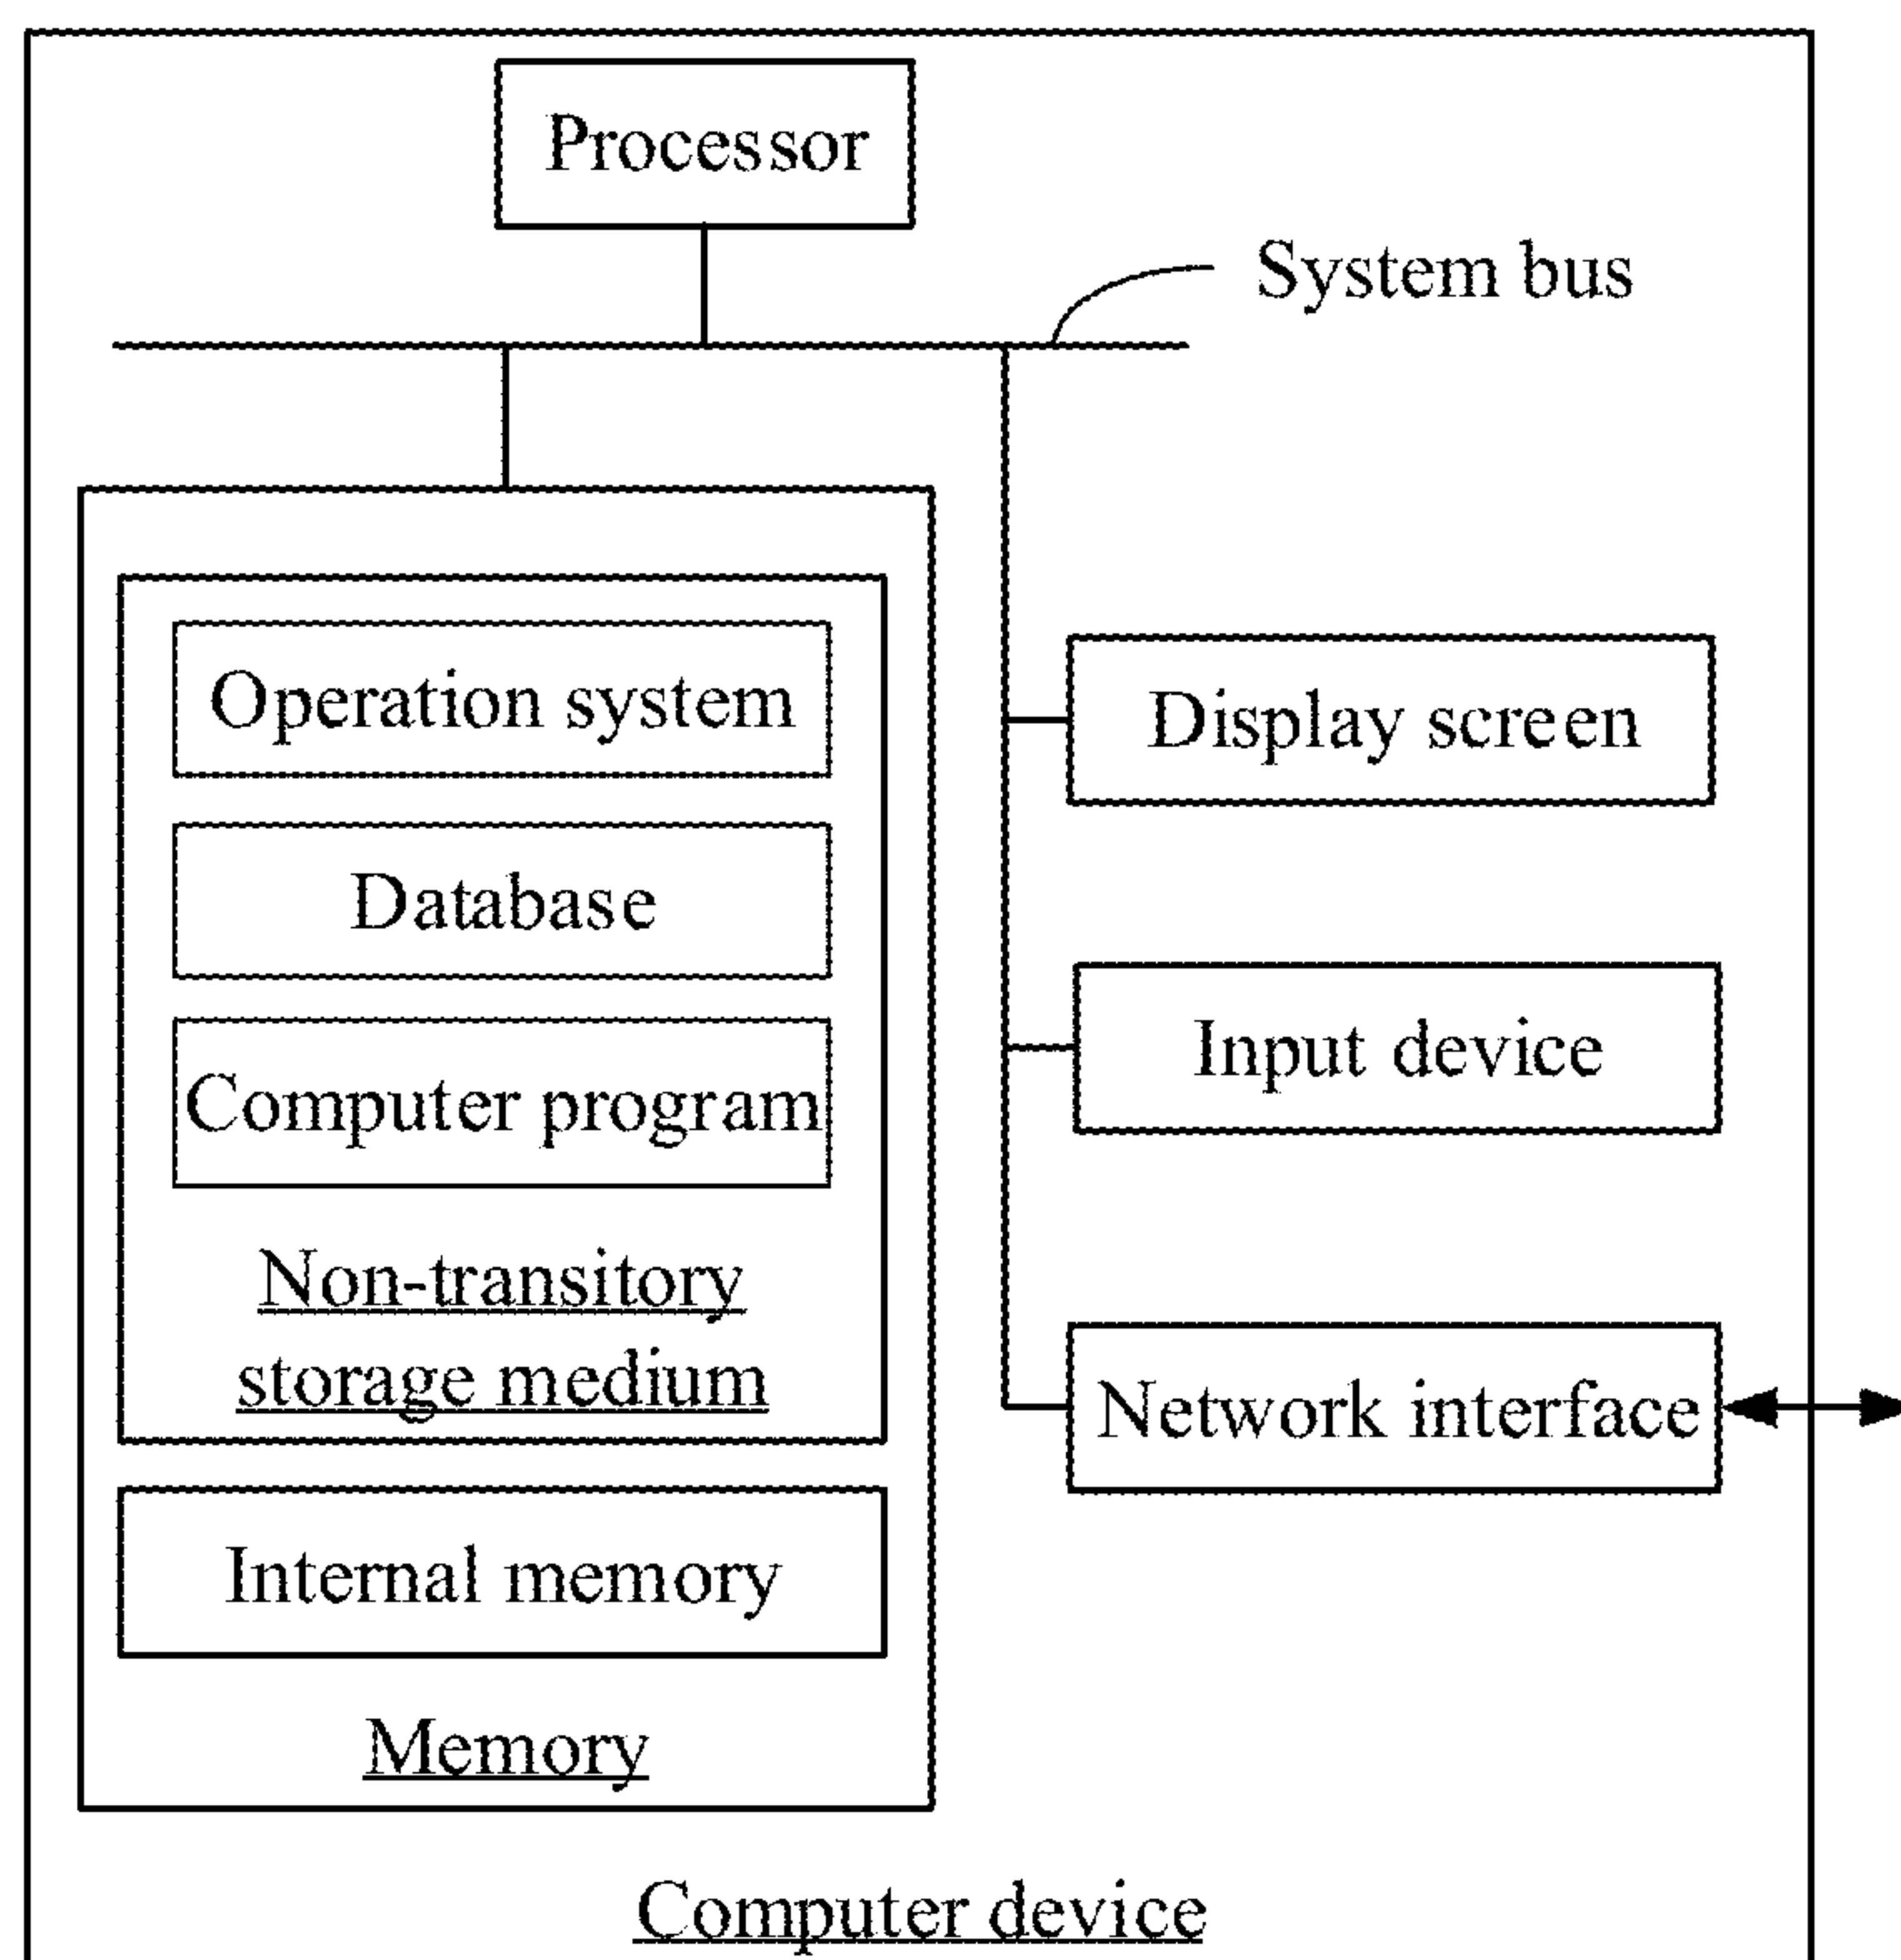 Processor
System bus
Operation system
Database
Computer program
Non-transitory
storage medium
Internal memory
Memory
Display screen
Input device
Network interface
Computer device